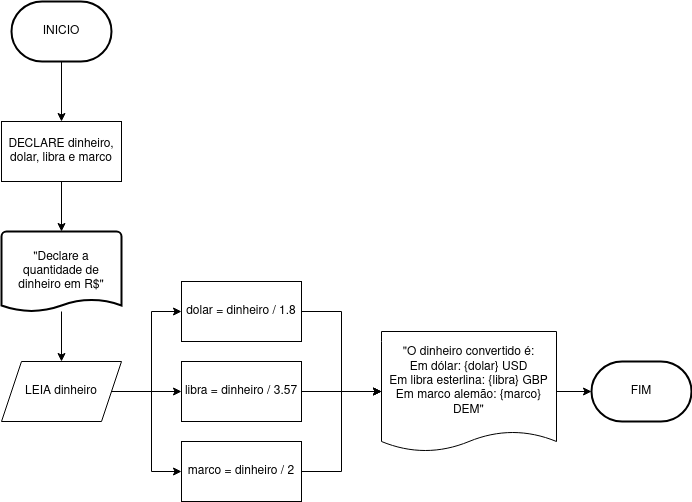 INICIO
DECLARE dinheiro,
dolar, libra e marco
"Declare a
quantidade de
dinheiro em R$"
LEIA dinheiro
dolar = dinheiro / 1.8
libra = dinheiro / 3.57
marco = dinheiro / 2
"O dinheiro convertido é:
Em dólar: {dolar} USD
Em libra esterlina: {libra} GBP
Em marco alemão: {marco}
DEM"
FIM